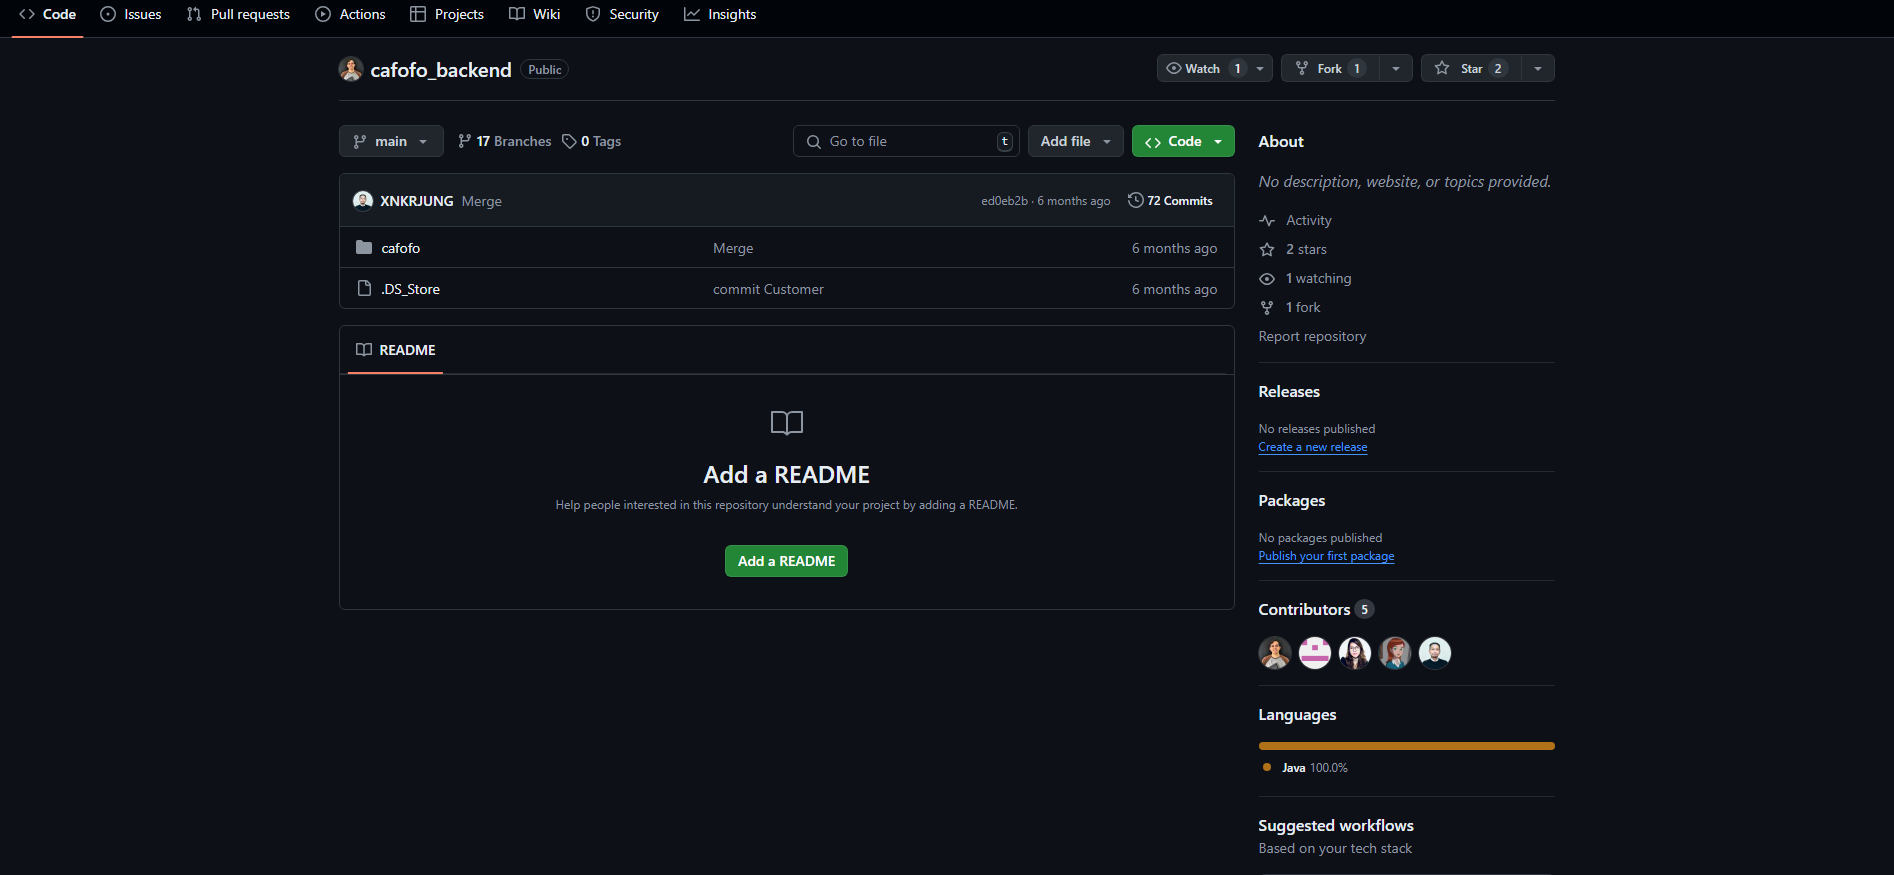 Code Issues Pull requests Actions Projects Wiki Security Insights
cafofo_backend Public Watch 1 Fork 1 Star 2
main 17 Branches 0 Tags Go to file t Add file Code
XNKRJUNG Merge ed0eb2b · 6 months ago 72 Commits
cafofo Merge 6 months ago
.DS_Store commit Customer 6 months ago
README
Add a README
Help people interested in this repository understand your project by adding a README.
Add a README
About
No description, website, or topics provided.
Activity
2 stars
1 watching
1 fork
Report repository
Releases
No releases published
Create a new release
Packages
No packages published
Publish your first package
Contributors 5
Languages
Java 100.0%
Suggested workflows
Based on your tech stack